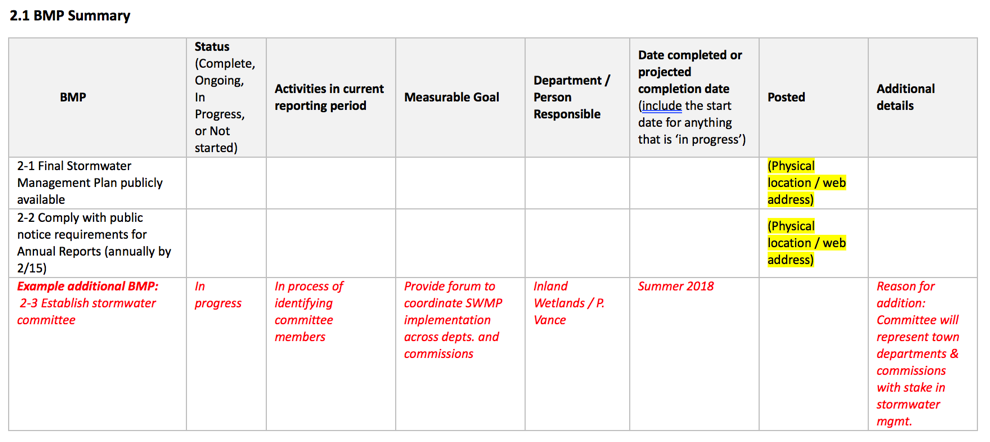 2.1 BMP Summary
BMP
Status
(Complete,
Ongoing,
In
Progress,
or Not
started)
Activities in current
reporting period
Measurable Goal
Department /
Person
Responsible
Date completed or
projected
completion date
(include the start
date for anything
that is ‘in progress’)
Posted
Additional
details
2-1 Final Stormwater
Management Plan publicly
available
(Physical
location / web
address)
2-2 Comply with public
notice requirements for
Annual Reports (annually by
2/15)
(Physical
location / web
address)
Example additional BMP:
2-3 Establish stormwater
committee
In
progress
In process of
identifying
committee
members
Provide forum to
coordinate SWMP
implementation
across depts. and
commissions
Inland
Wetlands / P.
Vance
Summer 2018
Reason for
addition:
Committee will
represent town
departments &
commissions
with stake in
stormwater
mgmt.